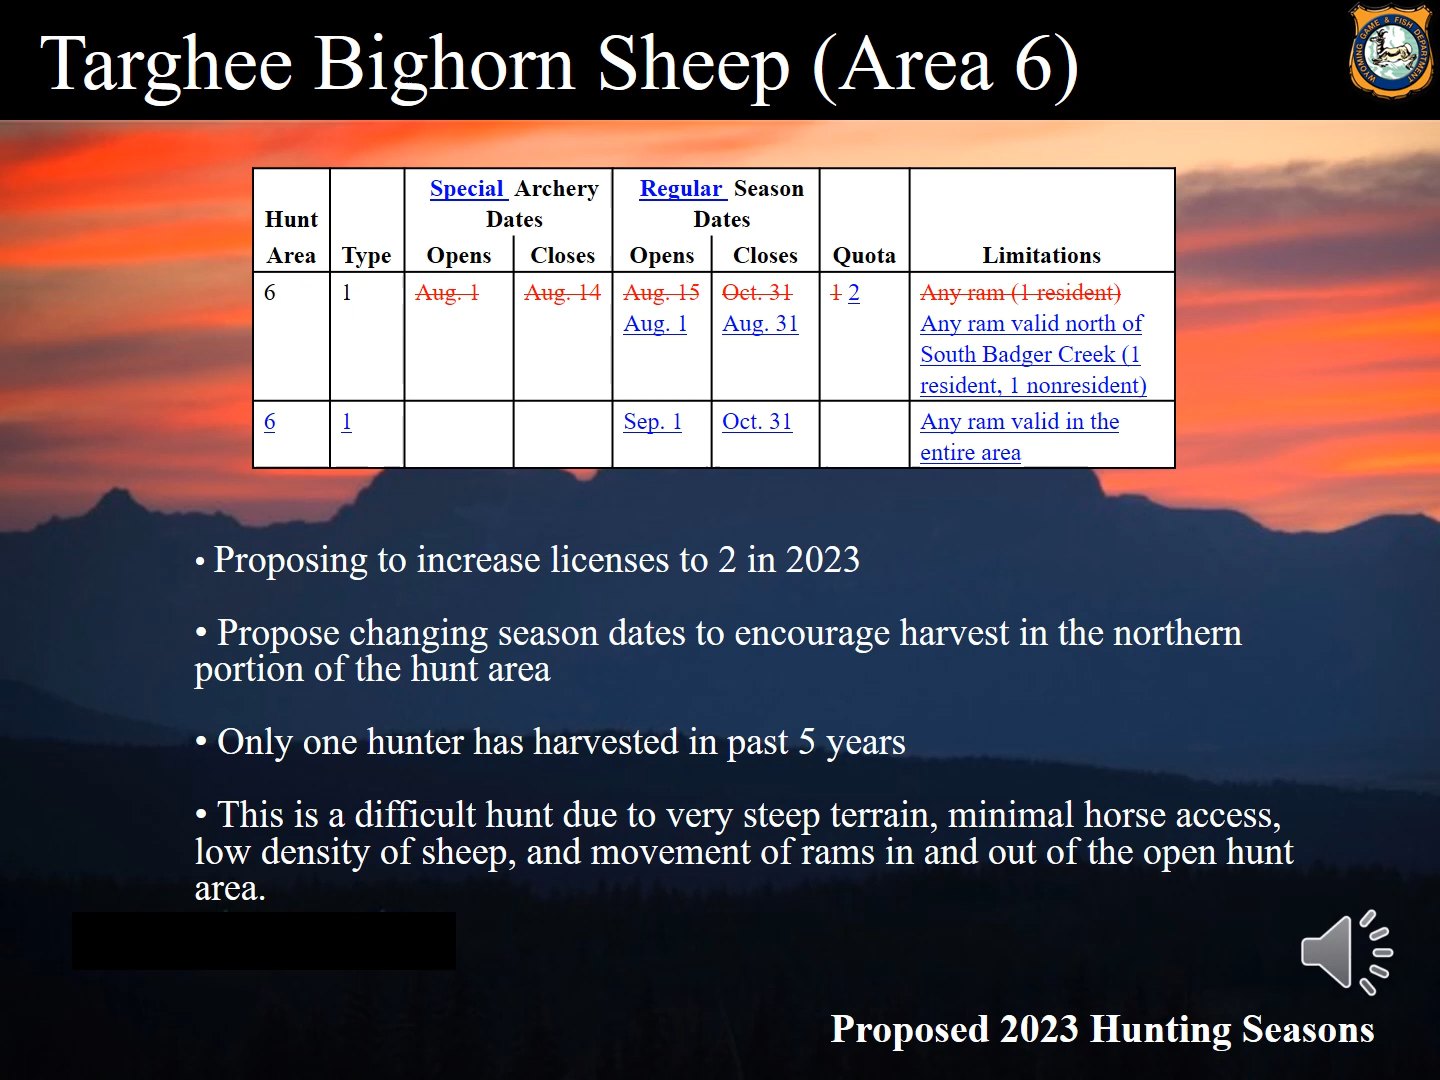 Targhee Bighorn Sheep (Area 6)
WYOMING GAME & FISH DEPARTMENT
Special Archery Regular Season
Hunt Dates Dates
Area Type Opens Closes Opens Closes Quota Limitations
6 1 Aug. 1 Aug. 14 Aug. 15 Oct. 31 1 2 Any ram (1 resident)
Aug. 1 Aug. 31 Any ram valid north of
South Badger Creek (1
resident, 1 nonresident)
6 1 Sep. 1 Oct. 31 Any ram valid in the
entire area
• Proposing to increase licenses to 2 in 2023
• Propose changing season dates to encourage harvest in the northern
portion of the hunt area
• Only one hunter has harvested in past 5 years
• This is a difficult hunt due to very steep terrain, minimal horse access,
low density of sheep, and movement of rams in and out of the open hunt
area.
Proposed 2023 Hunting Seasons